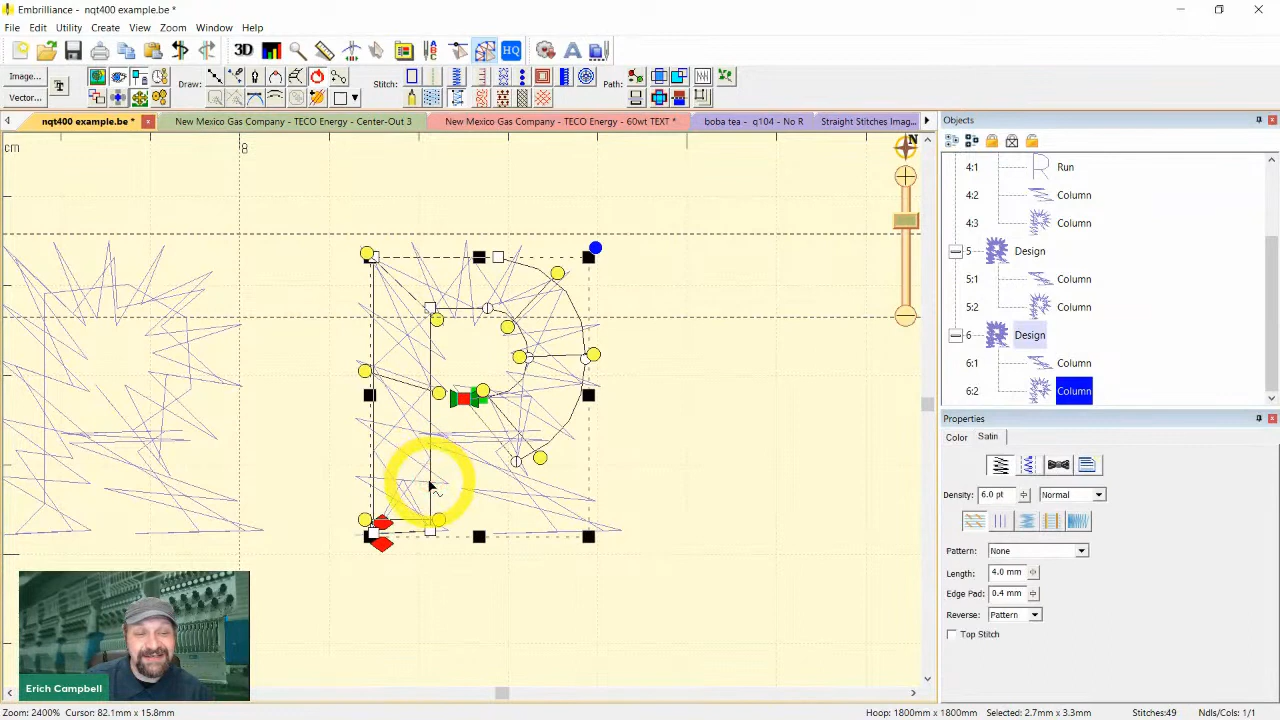 Embrilliance - nqt400 example.be *
File Edit Utility Create View Zoom Window Help
3D ABC HQ A
Image... T Draw: Stitch: Path:
Vector...
nqt400 example.be * New Mexico Gas Company - TECO Energy - Center-Out 3 New Mexico Gas Company - TECO Energy - 60wt TEXT * boba tea - q104 - No R Straight Stitches Imag...
Objects
cm 8 N
4:1 Run
4:2 Column
4:3 Column
5 Design
5:1 Column
5:2 Column
6 Design
6:1 Column
6:2 Column
Properties
Color Satin
Density: 6.0 pt Normal
Pattern: None
Length: 4.0 mm
Edge Pad: 0.4 mm
Reverse: Pattern
Top Stitch
Erich Campbell
Zoom: 2400% Cursor: 82.1mm x 15.8mm Hoop: 1800mm x 1800mm Selected: 2.7mm x 3.3mm Stitches:49 Ndls/Cols: 1/1